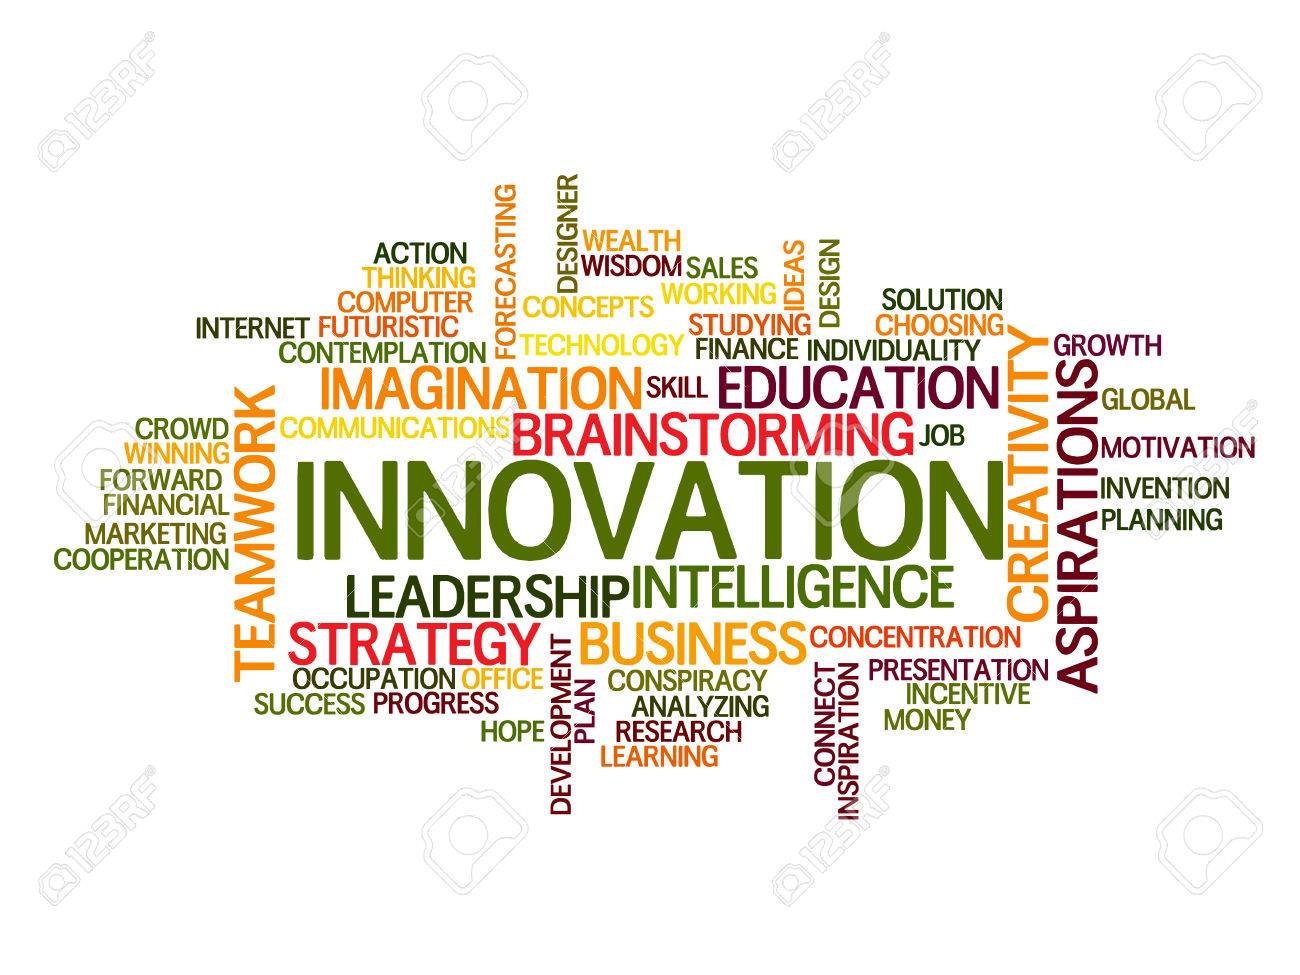 DESIGNER
FORECASTING
WEALTH
ACTION
WISDOM
SALES
IDEAS
DESIGN
THINKING
WORKING
COMPUTER
CONCEPTS
SOLUTION
INTERNET
FUTURISTIC
STUDYING
CHOOSING
CONTEMPLATION
TECHNOLOGY
FINANCE
INDIVIDUALITY
GROWTH
IMAGINATION
SKILL
EDUCATION
CREATIVITY
ASPIRATIONS
GLOBAL
TEAMWORK
CROWD
COMMUNICATIONS
BRAINSTORMING
JOB
WINNING
MOTIVATION
FORWARD
INNOVATION
INVENTION
FINANCIAL
PLANNING
MARKETING
COOPERATION
LEADERSHIP
INTELLIGENCE
STRATEGY
BUSINESS
CONCENTRATION
OCCUPATION
OFFICE
CONSPIRACY
PRESENTATION
SUCCESS
PROGRESS
DEVELOPMENT
PLAN
ANALYZING
CONNECT
INSPIRATION
INCENTIVE
HOPE
RESEARCH
MONEY
LEARNING
123RF
123RF
123RF
123RF